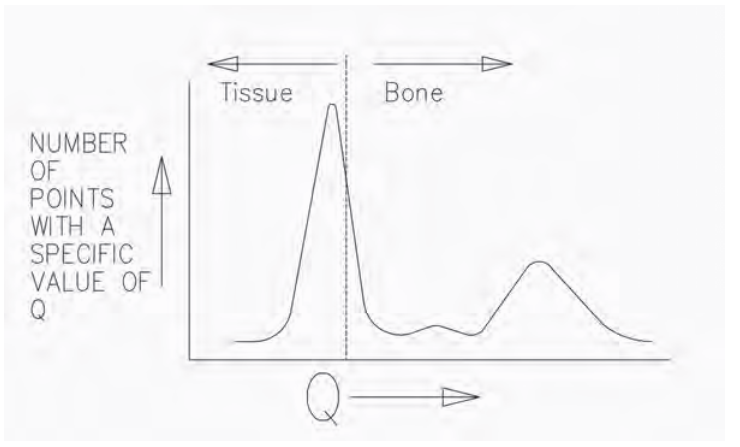 Tissue
Bone
NUMBER
OF
POINTS
WITH A
SPECIFIC
VALUE OF
Q
Q